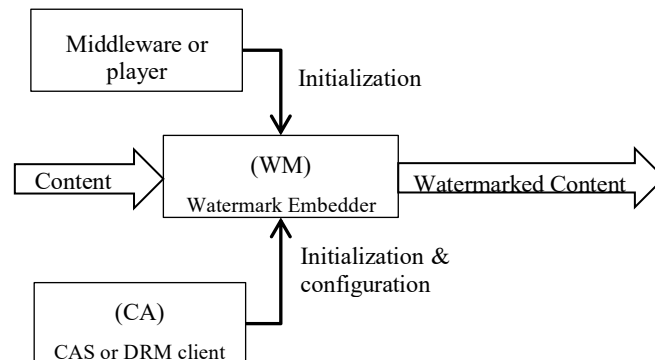 Middleware or
player
Initialization
(WM)
Content
Watermark Embedder
Watermarked Content
Initialization &
configuration
(CA)
CAS or DRM client